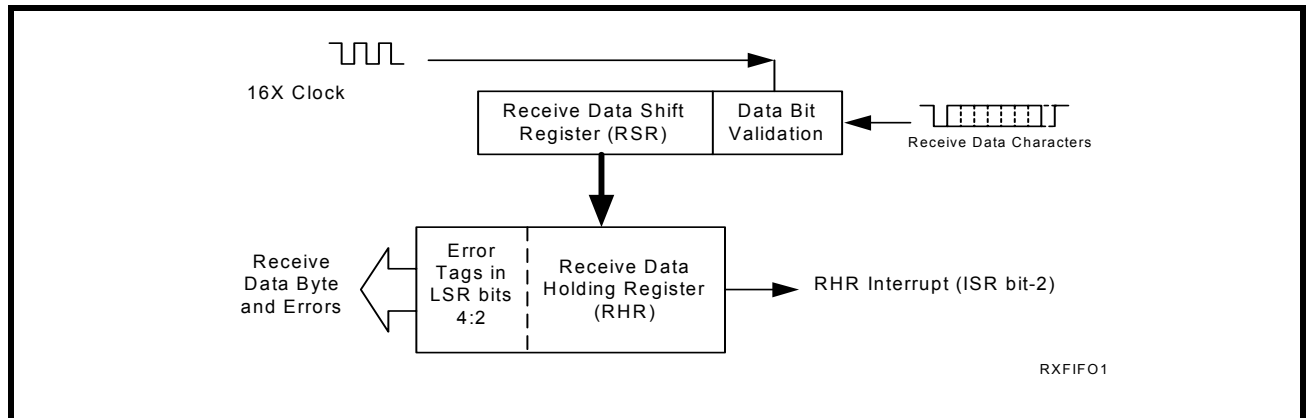 16X Clock
Receive Data Shift
Register (RSR)
Data Bit
Validation
Receive Data Characters
Receive
Data Byte
and Errors
Error
Tags in
LSR bits
4:2
Receive Data
Holding Register
(RHR)
RHR Interrupt (ISR bit-2)
RXFIFO1